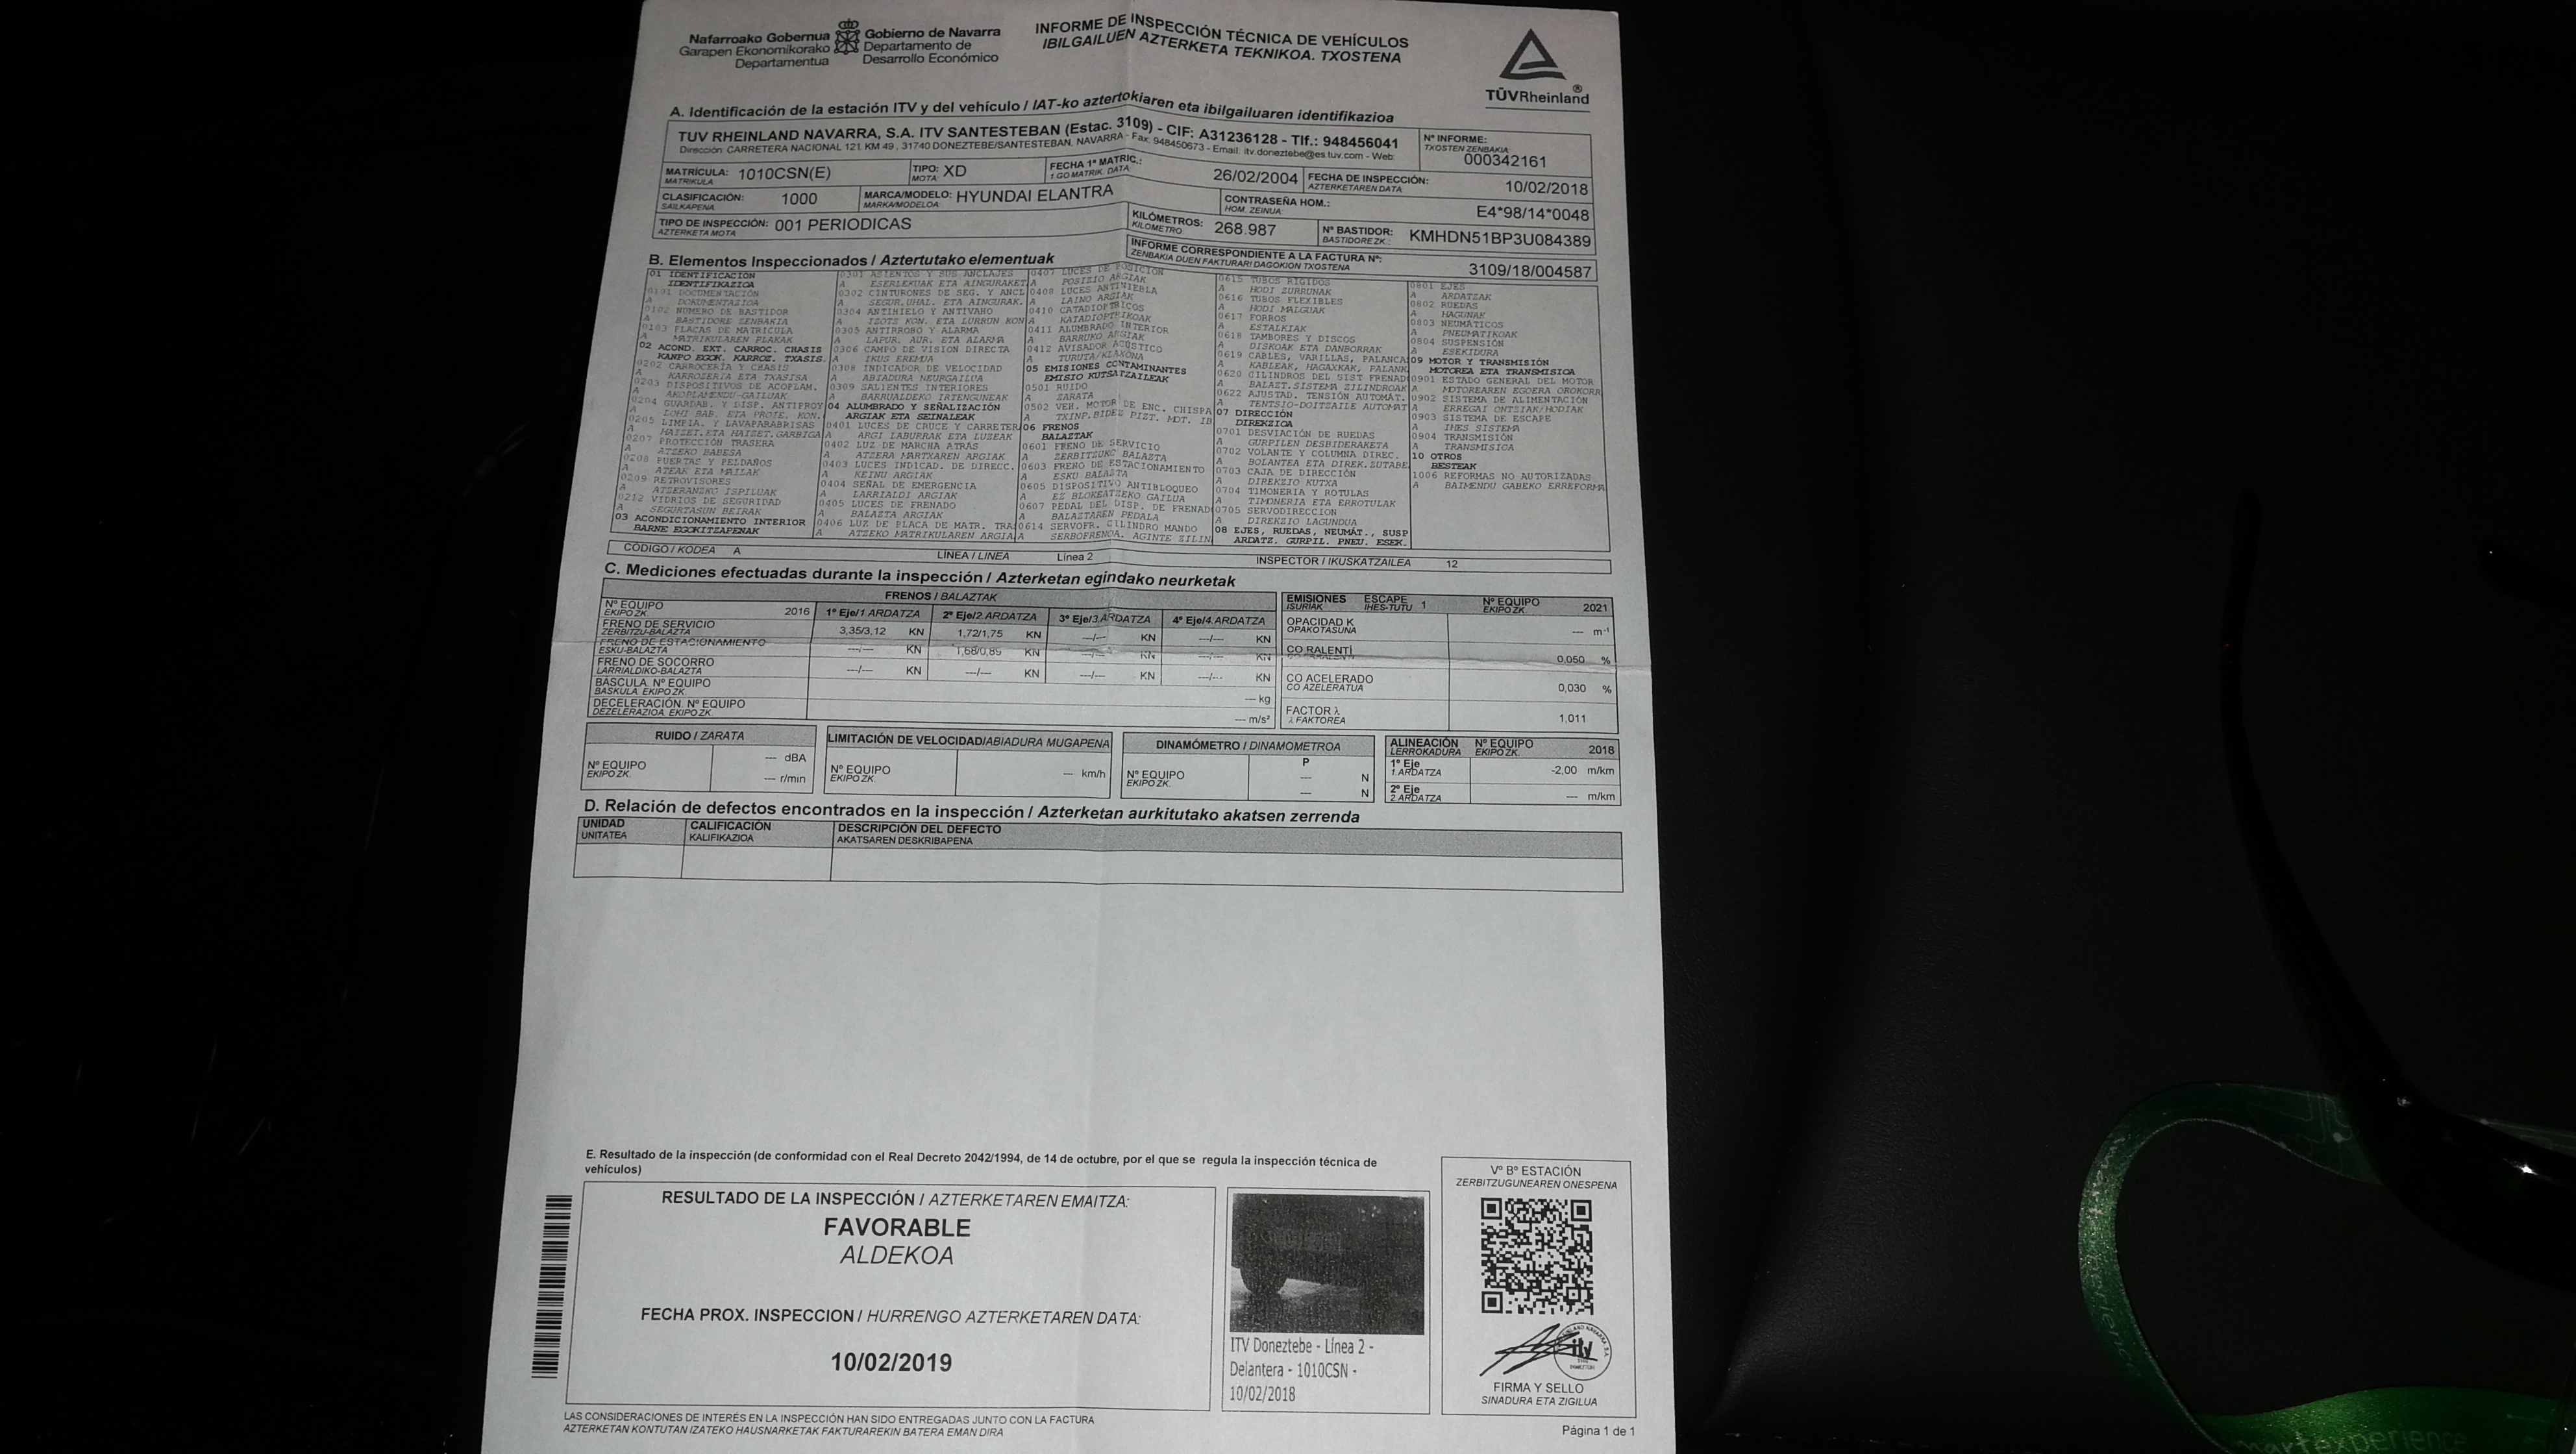 Nafarroako Gobernua
Garapen Ekonomikorako
Departamentua
Gobierno de Navarra
Departamento de
Desarrollo Económico
INFORME DE INSPECCIÓN TÉCNICA DE VEHÍCULOS
IBILGAILUEN AZTERKETA TEKNIKOA. TXOSTENA
TÜVRheinland®
A. Identificación de la estación ITV y del vehículo / IAT-ko aztertokiaren eta ibilgailuaren identifikazioa
TUV RHEINLAND NAVARRA, S.A. ITV SANTESTEBAN (Estac. 3109) - CIF: A31236128 - Tlf.: 948456041
Dirección: CARRETERA NACIONAL 121 KM 49 , 31740 DONEZTEBE/SANTESTEBAN. NAVARRA - Fax: 948450673 - Email: itv.doneztebe@es.tuv.com - Web:
Nº INFORME:
TXOSTEN ZENBAKIA:
000342161
MATRÍCULA: 1010CSN(E)
MATRIKULA
TIPO: XD
MOTA:
FECHA 1ª MATRIC.:
1.GO MATRIK. DATA
26/02/2004
FECHA DE INSPECCIÓN:
AZTERKETAREN DATA
10/02/2018
CLASIFICACIÓN: 1000
SAILKAPENA
MARCA/MODELO: HYUNDAI ELANTRA
MARKA/MODELOA:
CONTRASEÑA HOM.:
HOM. ZEINUA:
E4*98/14*0048
TIPO DE INSPECCIÓN: 001 PERIODICAS
AZTERKETA MOTA
KILÓMETROS: 268.987
KILOMETRO
Nº BASTIDOR: KMHDN51BP3U084389
BASTIDORE ZK.:
INFORME CORRESPONDIENTE A LA FACTURA Nº:
ZENBAKIA DUEN FAKTURARI DAGOKION TXOSTENA
3109/18/004587
B. Elementos Inspeccionados / Aztertutako elementuak
01 IDENTIFICACIÓN
IDENTIFIKAZIOA
0101 DOCUMENTACIÓN
A DOKUMENTAZIOA
0102 NÚMERO DE BASTIDOR
A BASTIDORE ZENBAKIA
0103 PLACAS DE MATRÍCULA
A MATRIKULAREN PLAKAK
02 ACOND. EXT. CARROC. CHASIS
KANPO EGOK. KARROZ. TXASIS.
0202 CARROCERÍA Y CHASIS
A KARROZERIA ETA TXASISA
0203 DISPOSITIVOS DE ACOPLAM.
A AKOPLAMENDU-GAILUAK
0204 GUARDAB. Y DISP. ANTIPROY
A LOHI BAB. ETA PROIE. KON.
0205 LIMPIA. Y LAVAPARABRISAS
A HAIZET.ETA HAIZET.GARBIGA
0207 PROTECCIÓN TRASERA
A ATZEKO BABESA
0208 PUERTAS Y PELDAÑOS
A ATEAK ETA MAILAK
0209 RETROVISORES
A ATZERANZKO ISPILUAK
0212 VIDRIOS DE SEGURIDAD
A SEGURTASUN BEIRAK
03 ACONDICIONAMIENTO INTERIOR
BARNE EGOKITZAPENAK
0301 ASIENTOS Y SUS ANCLAJES
A ESERLEKUAK ETA AINGURAKET
0302 CINTURONES DE SEG. Y ANCL
A SEGUR.UHAL. ETA AINGURAK.
0304 ANTIHIELO Y ANTIVAHO
A IZOTZ KON. ETA LURRUN KON
0305 ANTIRROBO Y ALARMA
A LAPUR. AUR. ETA ALARMA
0306 CAMPO DE VISION DIRECTA
A IKUS EREMUA
0308 INDICADOR DE VELOCIDAD
A ABIADURA NEURGAILUA
0309 SALIENTES INTERIORES
A BARRUALDEKO IRTENGUNEAK
04 ALUMBRADO Y SEÑALIZACIÓN
ARGIAK ETA SEINALEAK
0401 LUCES DE CRUCE Y CARRETER
A ARGI LABURRAK ETA LUZEAK
0402 LUZ DE MARCHA ATRÁS
A ATZERA MARTXAREN ARGIAK
0403 LUCES INDICAD. DE DIRECC.
A KEINU ARGIAK
0404 SEÑAL DE EMERGENCIA
A LARRIALDI ARGIAK
0405 LUCES DE FRENADO
A BALAZTA ARGIAK
0406 LUZ DE PLACA DE MATR. TRA
A ATZEKO MATRIKULAREN ARGIA
0407 LUCES DE POSICIÓN
A POSIZIO ARGIAK
0408 LUCES ANTINIEBLA
A LAINO ARGIAK
0410 CATADIOPTRICOS
A KATADIOPTRIKOAK
0411 ALUMBRADO INTERIOR
A BARRUKO ARGIAK
0412 AVISADOR ACÚSTICO
A TURUTA/KLAXONA
05 EMISIONES CONTAMINANTES
EMISIO KUTSATZAILEAK
0501 RUIDO
A ZARATA
0502 VEH. MOTOR DE ENC. CHISPA
A TXINP.BIDEZ PIZT. MOT. IB
06 FRENOS
BALAZTAK
0601 FRENO DE SERVICIO
A ZERBITZUKO BALAZTA
0603 FRENO DE ESTACIONAMIENTO
A ESKU BALAZTA
0605 DISPOSITIVO ANTIBLOQUEO
A EZ BLOKEATZEKO GAILUA
0607 PEDAL DEL DISP. DE FRENAD
A BALAZTAREN PEDALA
0614 SERVOFR. CILINDRO MANDO
A SERBOFRENOA. AGINTE ZILIN
0615 TUBOS RÍGIDOS
A HODI ZURRUNAK
0616 TUBOS FLEXIBLES
A HODI MALGUAK
0617 FORROS
A ESTALKIAK
0618 TAMBORES Y DISCOS
A DISKOAK ETA DANBORRAK
0619 CABLES, VARILLAS, PALANCA
A KABLEAK, HAGAXKAK, PALANK
0620 CILINDROS DEL SIST FRENAD
A BALAZT.SISTEMA ZILINDROAK
0622 AJUSTAD. TENSIÓN AUTOMÁT.
A TENTSIO-DOITZAILE AUTOMAT
07 DIRECCIÓN
DIREKZIOA
0701 DESVIACIÓN DE RUEDAS
A GURPILEN DESBIDERAKETA
0702 VOLANTE Y COLUMNA DIREC.
A BOLANTEA ETA DIREK.ZUTABE
0703 CAJA DE DIRECCIÓN
A DIREKZIO KUTXA
0704 TIMONERÍA Y RÓTULAS
A TIMONERIA ETA ERROTULAK
0705 SERVODIRECCIÓN
A DIREKZIO LAGUNDUA
08 EJES, RUEDAS, NEUMÁT., SUSP
ARDATZ. GURPIL. PNEU. ESEK.
0801 EJES
A ARDATZAK
0802 RUEDAS
A HAGUNAK
0803 NEUMÁTICOS
A PNEUMATIKOAK
0804 SUSPENSIÓN
A ESEKIDURA
09 MOTOR Y TRANSMISIÓN
MOTOREA ETA TRANSMISIOA
0901 ESTADO GENERAL DEL MOTOR
A MOTOREAREN EGOERA OROKORR
0902 SISTEMA DE ALIMENTACIÓN
A ERREGAI ONTZIAK/HODIAK
0903 SISTEMA DE ESCAPE
A IHES SISTEMA
0904 TRANSMISIÓN
A TRANSMISIOA
10 OTROS
BESTEAK
1006 REFORMAS NO AUTORIZADAS
A BAIMENDU GABEKO ERREFORMA
CÓDIGO / KODEA A LÍNEA / LINEA Línea 2 INSPECTOR / IKUSKATZAILEA 12
C. Mediciones efectuadas durante la inspección / Azterketan egindako neurketak
FRENOS / BALAZTAK
Nº EQUIPO 2016 1º Eje/1.ARDATZA 2º Eje/2.ARDATZA 3º Eje/3.ARDATZA 4º Eje/4.ARDATZA
EKIPO ZK.
FRENO DE SERVICIO 3,35/3,12 KN 1,72/1,75 KN ---/--- KN ---/--- KN
ZERBITZU-BALAZTA
FRENO DE ESTACIONAMIENTO ---/--- KN 1,68/0,89 KN ---/--- KN ---/--- KN
ESKU-BALAZTA
FRENO DE SOCORRO ---/--- KN ---/--- KN ---/--- KN ---/--- KN
LARRIALDIKO-BALAZTA
BÁSCULA. Nº EQUIPO --- kg
BASKULA. EKIPO ZK.
DECELERACIÓN. Nº EQUIPO --- m/s²
DEZELERAZIOA. EKIPO ZK.
EMISIONES ESCAPE 1 Nº EQUIPO 2021
ISURIAK IHES-TUTU EKIPO ZK
OPACIDAD K --- m-¹
OPAKOTASUNA
CO RALENTÍ 0,050 %
CO ACELERADO 0,030 %
CO AZELERATUA
FACTOR λ 1,011
λ FAKTOREA
RUIDO / ZARATA
Nº EQUIPO --- dBA
EKIPO ZK. --- r/min
LIMITACIÓN DE VELOCIDAD/ABIADURA MUGAPENA
Nº EQUIPO --- km/h
EKIPO ZK.
DINAMÓMETRO / DINAMOMETROA
P
Nº EQUIPO --- N
EKIPO ZK. --- N
ALINEACIÓN Nº EQUIPO 2018
LERROKADURA EKIPO ZK.
1º Eje -2,00 m/km
1.ARDATZA
2º Eje --- m/km
2.ARDATZA
D. Relación de defectos encontrados en la inspección / Azterketan aurkitutako akatsen zerrenda
UNIDAD CALIFICACIÓN DESCRIPCIÓN DEL DEFECTO
UNITATEA KALIFIKAZIOA AKATSAREN DESKRIBAPENA
E. Resultado de la inspección (de conformidad con el Real Decreto 2042/1994, de 14 de octubre, por el que se regula la inspección técnica de
vehículos)
RESULTADO DE LA INSPECCIÓN / AZTERKETAREN EMAITZA:
FAVORABLE
ALDEKOA
FECHA PROX. INSPECCION / HURRENGO AZTERKETAREN DATA:
10/02/2019
ITV Doneztebe - Línea 2 -
Delantera - 1010CSN -
10/02/2018
Vº Bº ESTACIÓN
ZERBITZUGUNEAREN ONESPENA
itv
FIRMA Y SELLO
SINADURA ETA ZIGILUA
LAS CONSIDERACIONES DE INTERÉS EN LA INSPECCIÓN HAN SIDO ENTREGADAS JUNTO CON LA FACTURA
AZTERKETAN KONTUTAN IZATEKO HAUSNARKETAK FAKTURAREKIN BATERA EMAN DIRA
Página 1 de 1